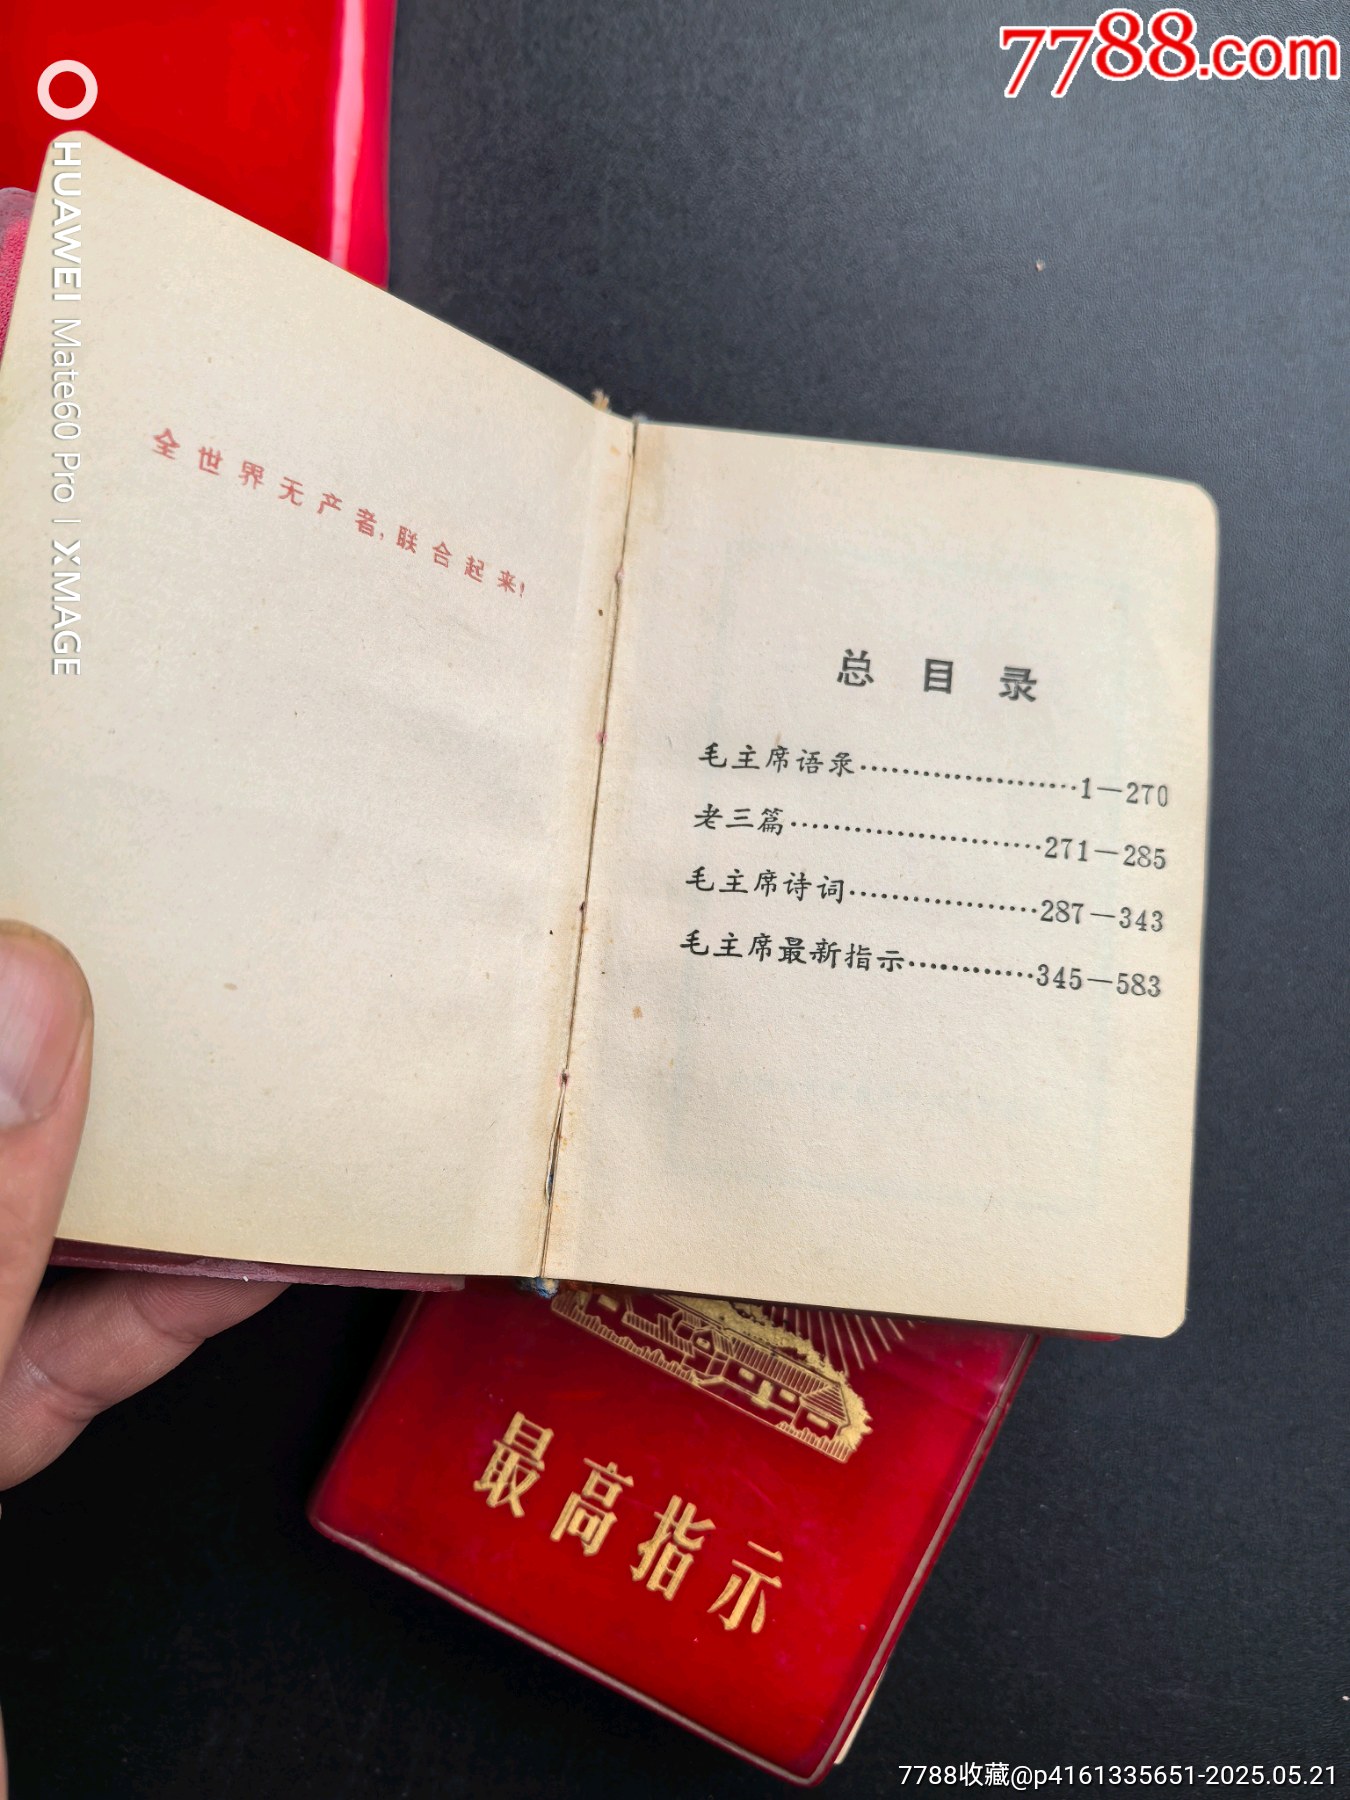 7788.com
HUAWEI Mate60 Pro | XMAGE
全世界无产者,联合起来!
总目录
毛主席语录…………………1—270
老三篇……………………271—285
毛主席诗词………………287—343
毛主席最新指示…………345—583
最高指示
7788收藏@p4161335651-2025.05.21